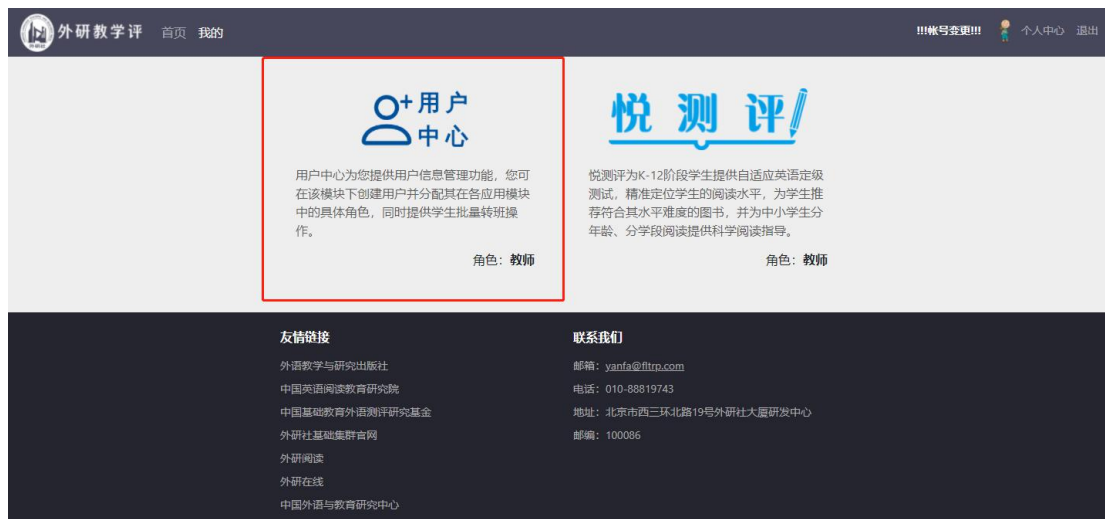 外研教学评 首页 我的 !!!帐号变更!!! 个人中心 退出
用户
中心
用户中心为您提供用户信息管理功能，您可
在该模块下创建用户并分配其在各应用模块
中的具体角色，同时提供学生批量转班操
作。
角色：教师
悦测评
悦测评为K-12阶段学生提供自适应英语定级
测试，精准定位学生的阅读水平，为学生推
荐符合其水平难度的图书，并为中小学生分
年龄、分学段阅读提供科学阅读指导。
角色：教师
友情链接
外语教学与研究出版社
中国英语阅读教育研究院
中国基础教育外语测评研究基金
外研社基础集群官网
外研阅读
外研在线
中国外语与教育研究中心
联系我们
邮箱：yanfa@fltrp.com
电话：010-88819743
地址：北京市西三环北路19号外研社大厦研发中心
邮编：100086